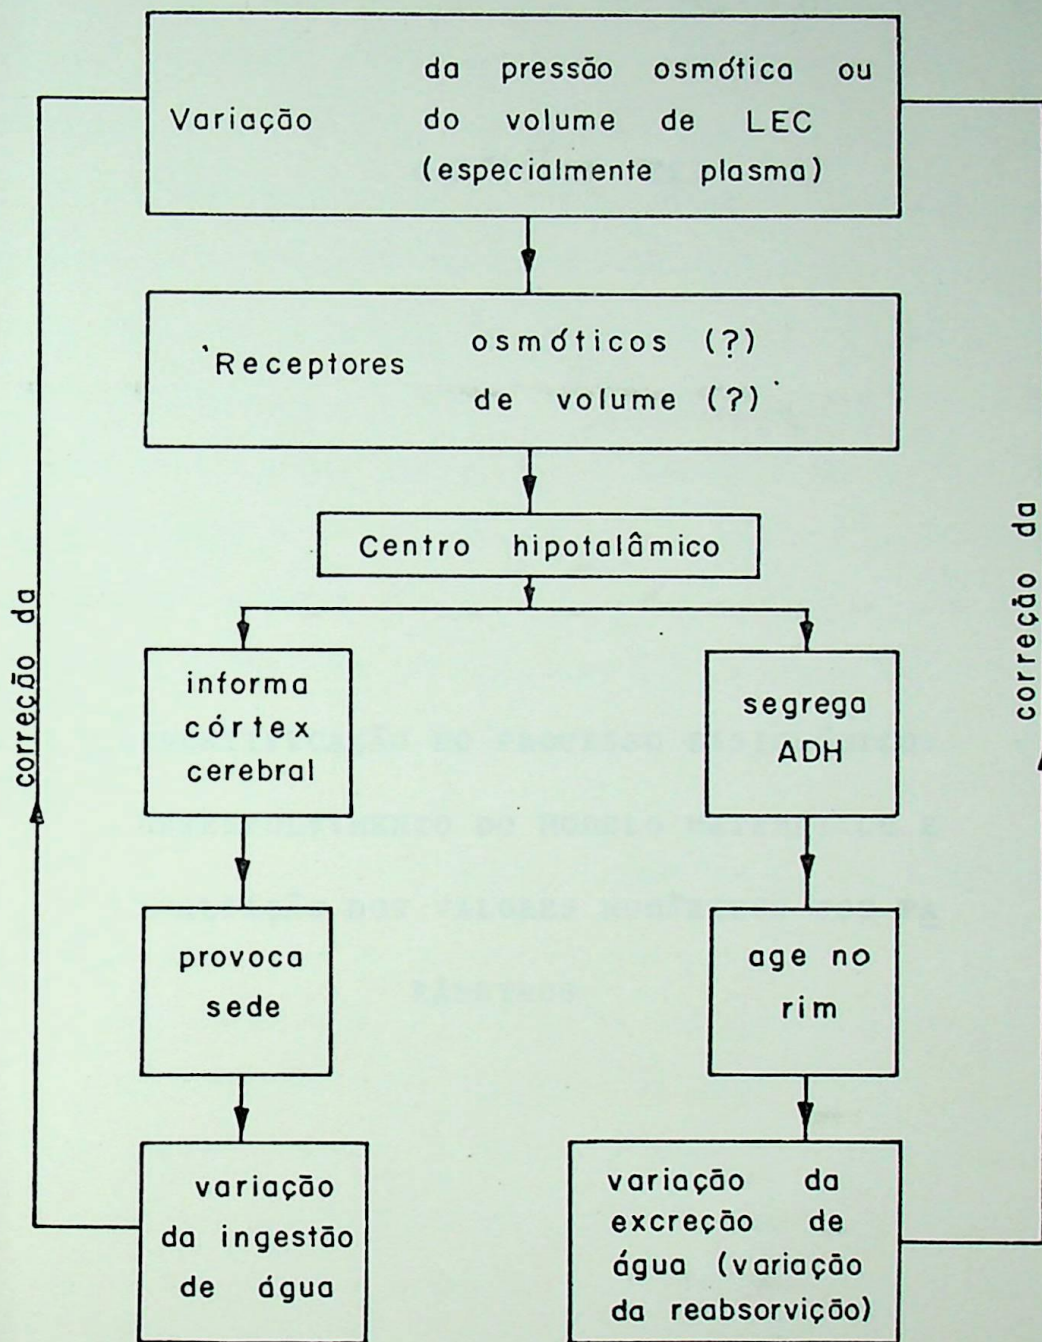 da pressão osmótica ou
Variação do volume de LEC
(especialmente plasma)
osmóticos (?)
Receptores
de volume (?)
Centro hipotalâmico
informa
córtex
cerebral
segrega
ADH
provoca
sede
age no
rim
variação
da ingestão
de água
variação da
excreção de
água (variação
da reabsorvição)
correção da
correção da